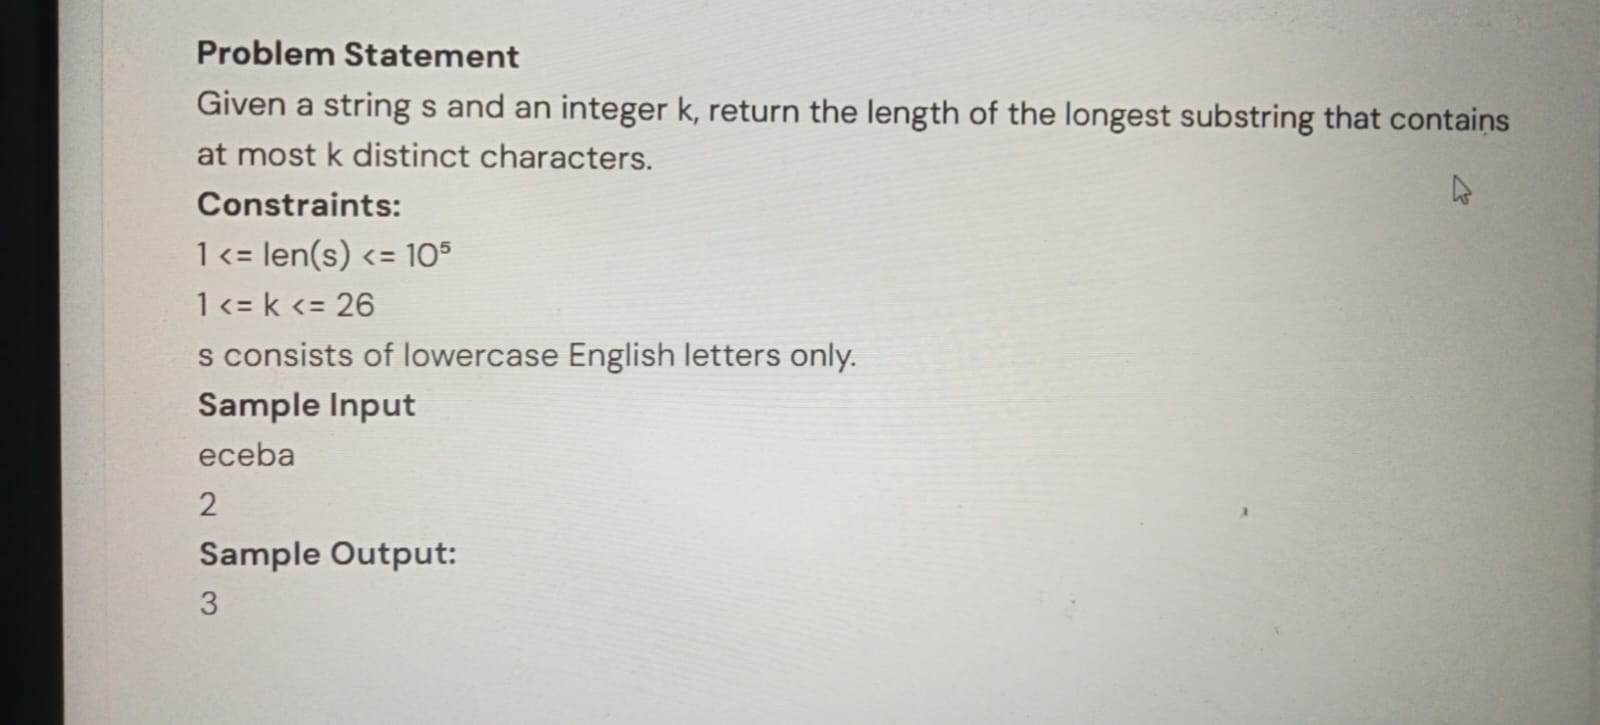 Problem Statement
Given a string s and an integer k, return the length of the longest substring that contains
at most k distinct characters.
Constraints:
1 <= len(s) <= 10⁵
1 <= k <= 26
s consists of lowercase English letters only.
Sample Input
eceba
2
Sample Output:
3